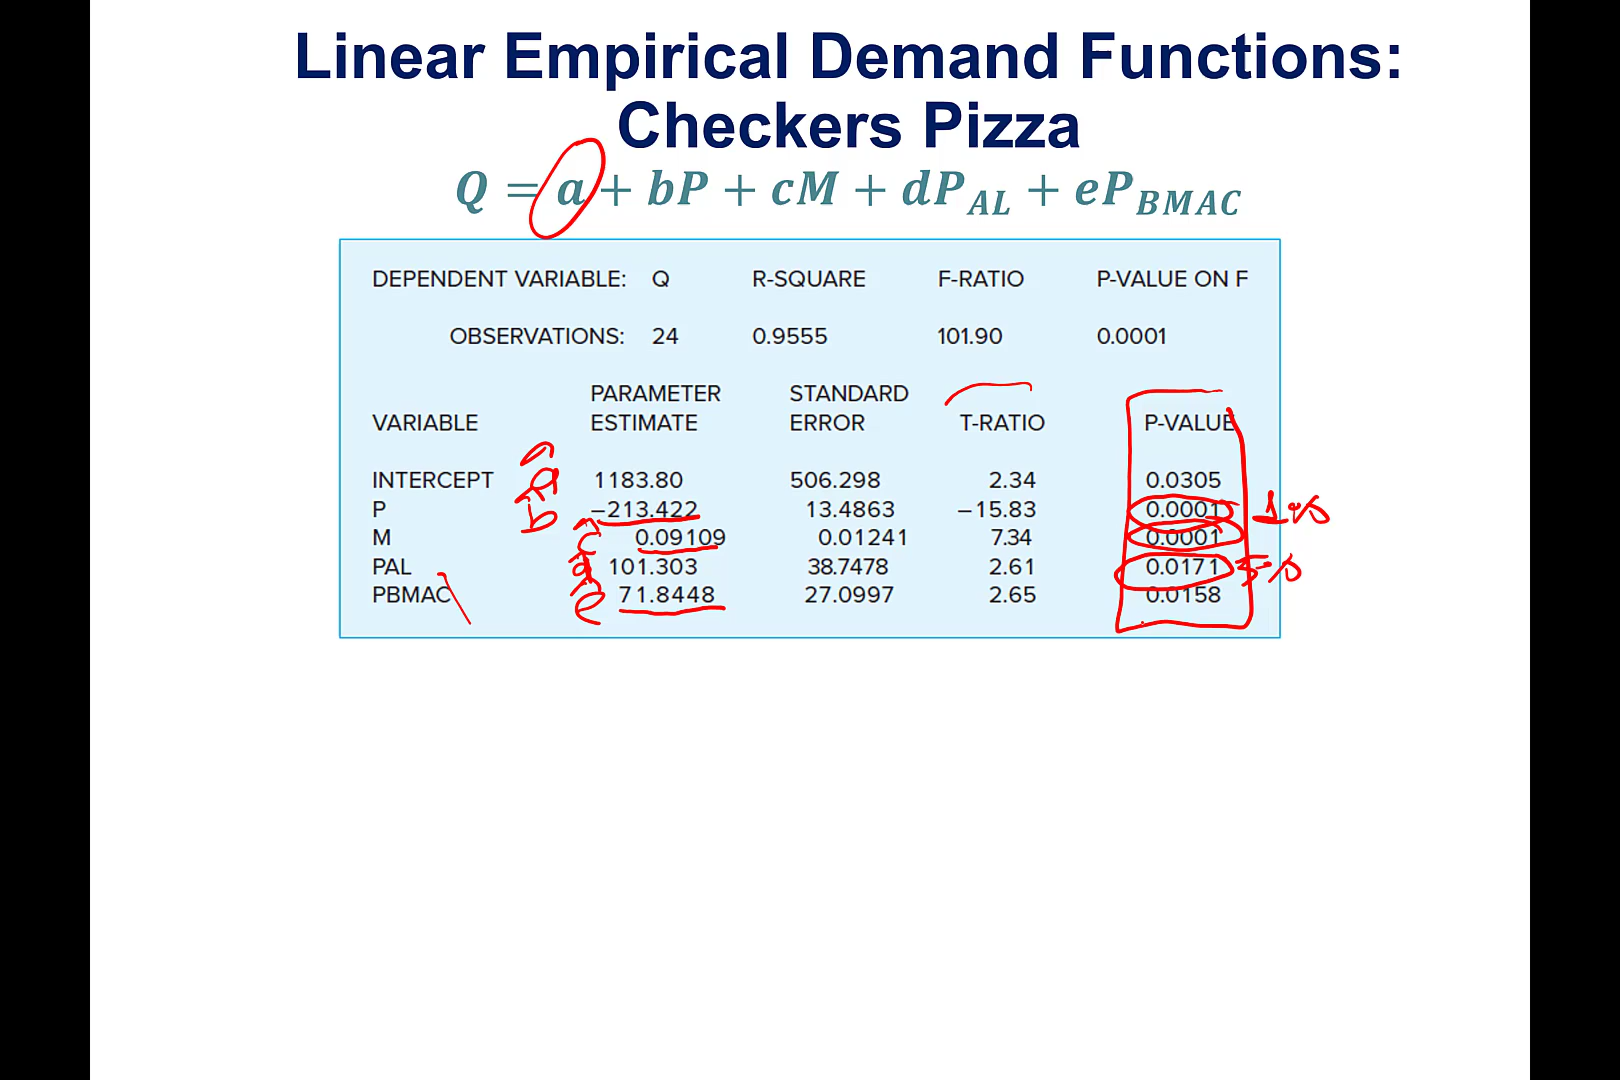 Linear Empirical Demand Functions:
Checkers Pizza
Q = a + bP + cM + dP_AL + eP_BMAC
DEPENDENT VARIABLE: Q R-SQUARE F-RATIO P-VALUE ON F
OBSERVATIONS: 24 0.9555 101.90 0.0001
PARAMETER STANDARD
VARIABLE ESTIMATE ERROR T-RATIO P-VALUE
INTERCEPT â 1183.80 506.298 2.34 0.0305
P b̂ −213.422 13.4863 −15.83 0.0001 1%
M ĉ 0.09109 0.01241 7.34 0.0001
PAL d̂ 101.303 38.7478 2.61 0.0171 5%
PBMAC ê 71.8448 27.0997 2.65 0.0158